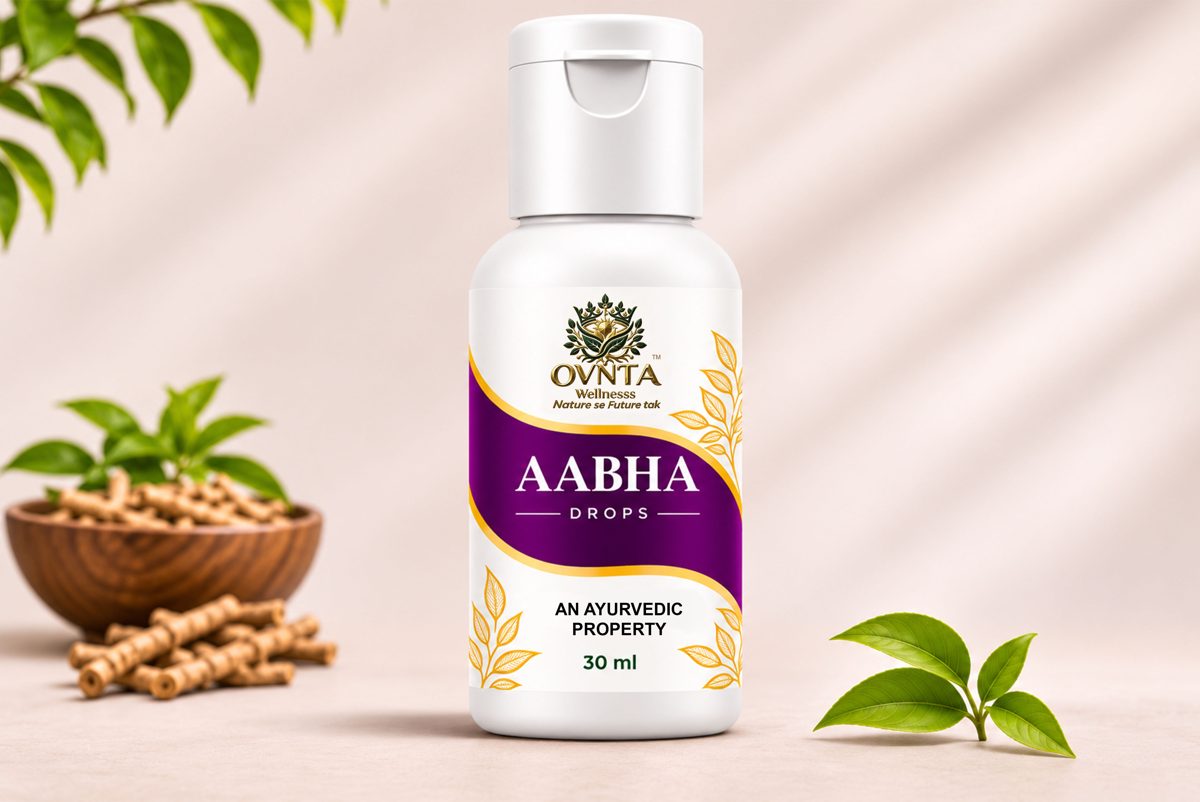 TM
OVNTA
Wellnesss
Nature se Future tak
AABHA
DROPS
AN AYURVEDIC
PROPERTY
30 ml